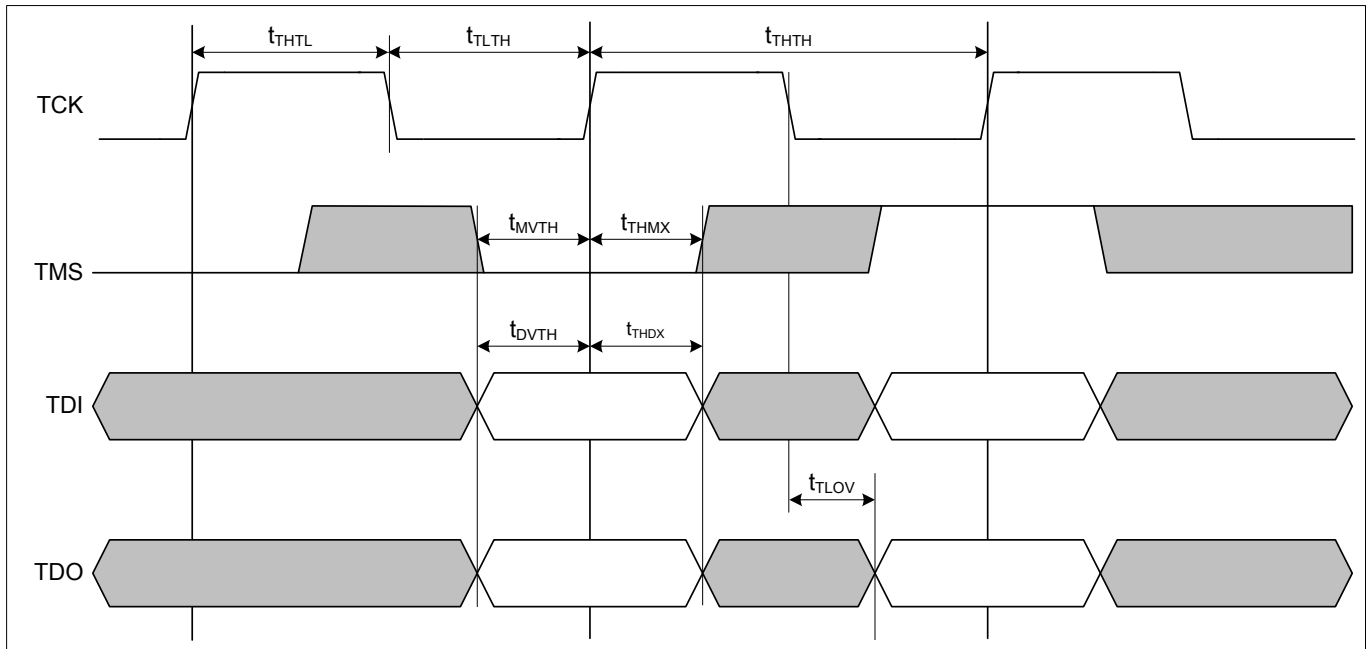 tTHTL tTLTH tTHTH
TCK
tMVTH tTHMX
TMS
tDVTH tTHDX
TDI
tTLOV
TDO